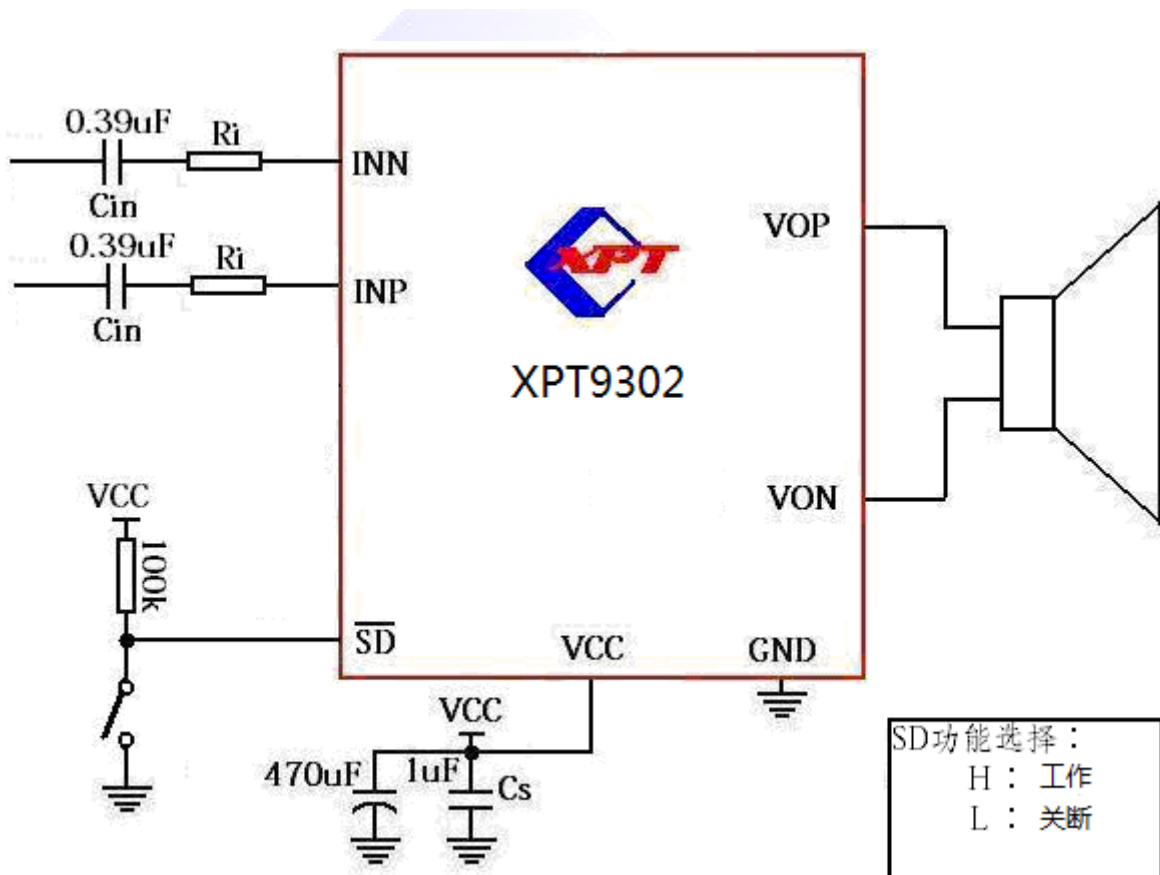 0.39uF
Ri
INN
Cin
0.39uF
Ri
INP
Cin
XPT
XPT9302
VOP
VON
VCC
100k
SD
VCC
GND
VCC
470uF
1uF
Cs
SD功能选择:
H: 工作
L: 关断